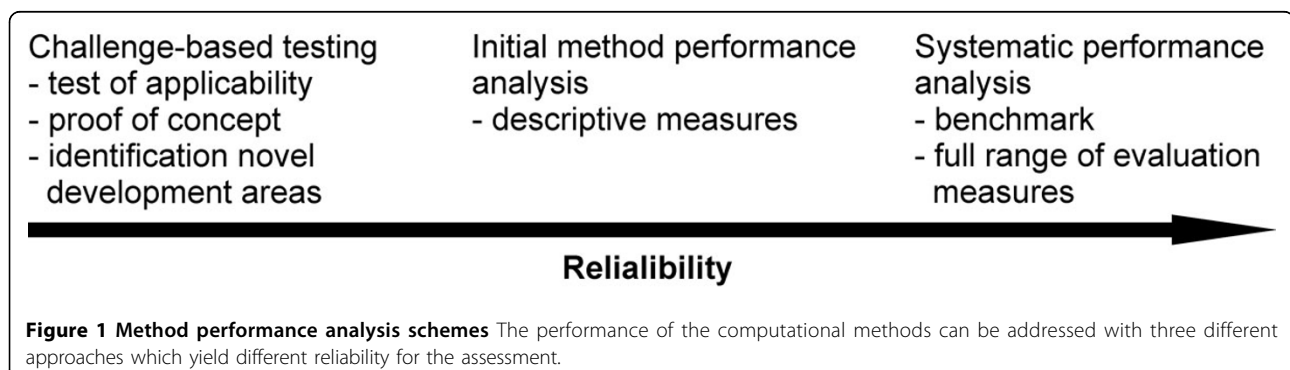 Challenge-based testing
- test of applicability
- proof of concept
- identification novel
development areas
Initial method performance
analysis
- descriptive measures
Systematic performance
analysis
- benchmark
- full range of evaluation
measures
Relialibility
Figure 1 Method performance analysis schemes The performance of the computational methods can be addressed with three different
approaches which yield different reliability for the assessment.